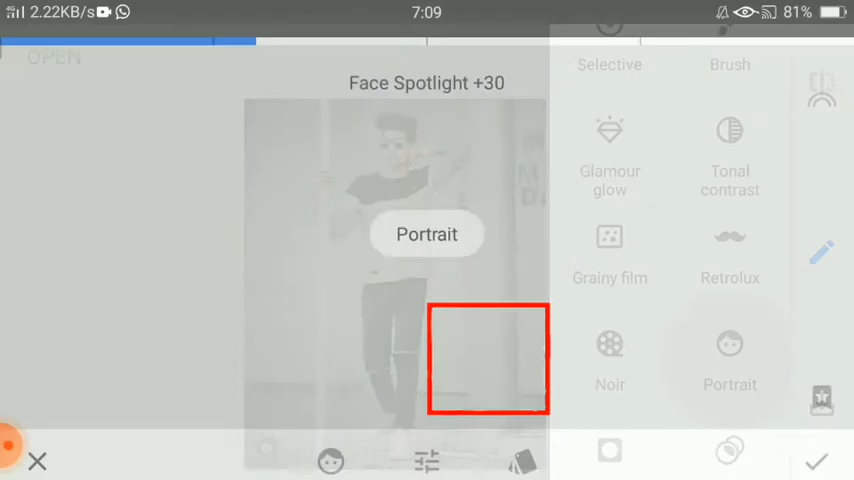 4G 2.22KB/s 7:09 81%
OPEN
Face Spotlight +30
Selective Brush
Glamour glow
Tonal contrast
Portrait
Grainy film Retrolux
Noir Portrait